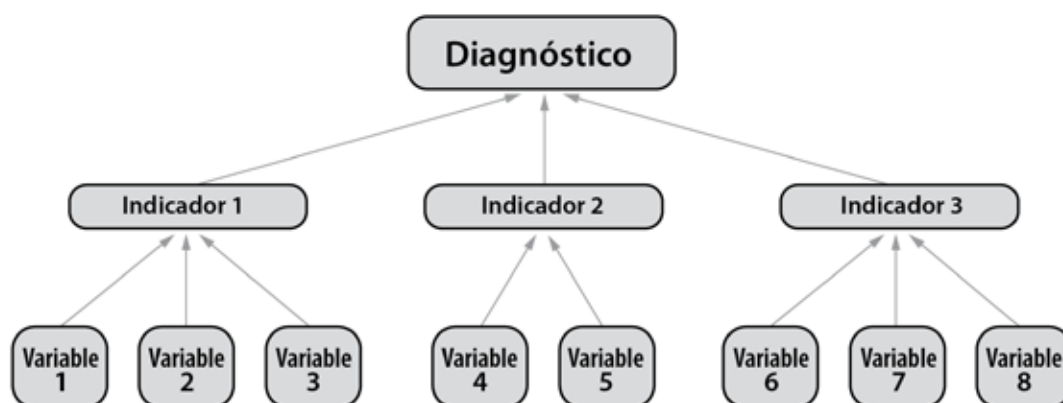 Diagnóstico
Indicador 1
Indicador 2
Indicador 3
Variable
1
Variable
2
Variable
3
Variable
4
Variable
5
Variable
6
Variable
7
Variable
8